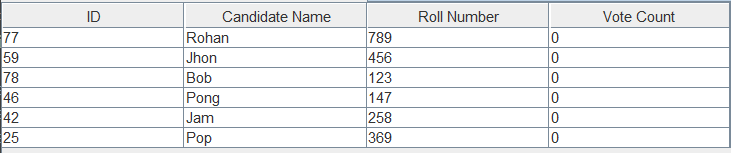 ID Candidate Name Roll Number Vote Count
77 Rohan 789 0
59 Jhon 456 0
78 Bob 123 0
46 Pong 147 0
42 Jam 258 0
25 Pop 369 0